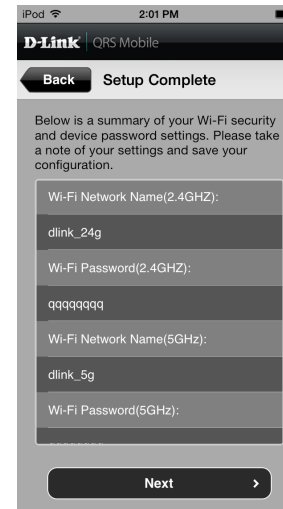 iPod 2:01 PM
D-Link QRS Mobile
Back Setup Complete
Below is a summary of your Wi-Fi security
and device password settings. Please take
a note of your settings and save your
configuration.
Wi-Fi Network Name(2.4GHZ):
dlink_24g
Wi-Fi Password(2.4GHZ):
qqqqqqqq
Wi-Fi Network Name(5GHz):
dlink_5g
Wi-Fi Password(5GHz):
Next